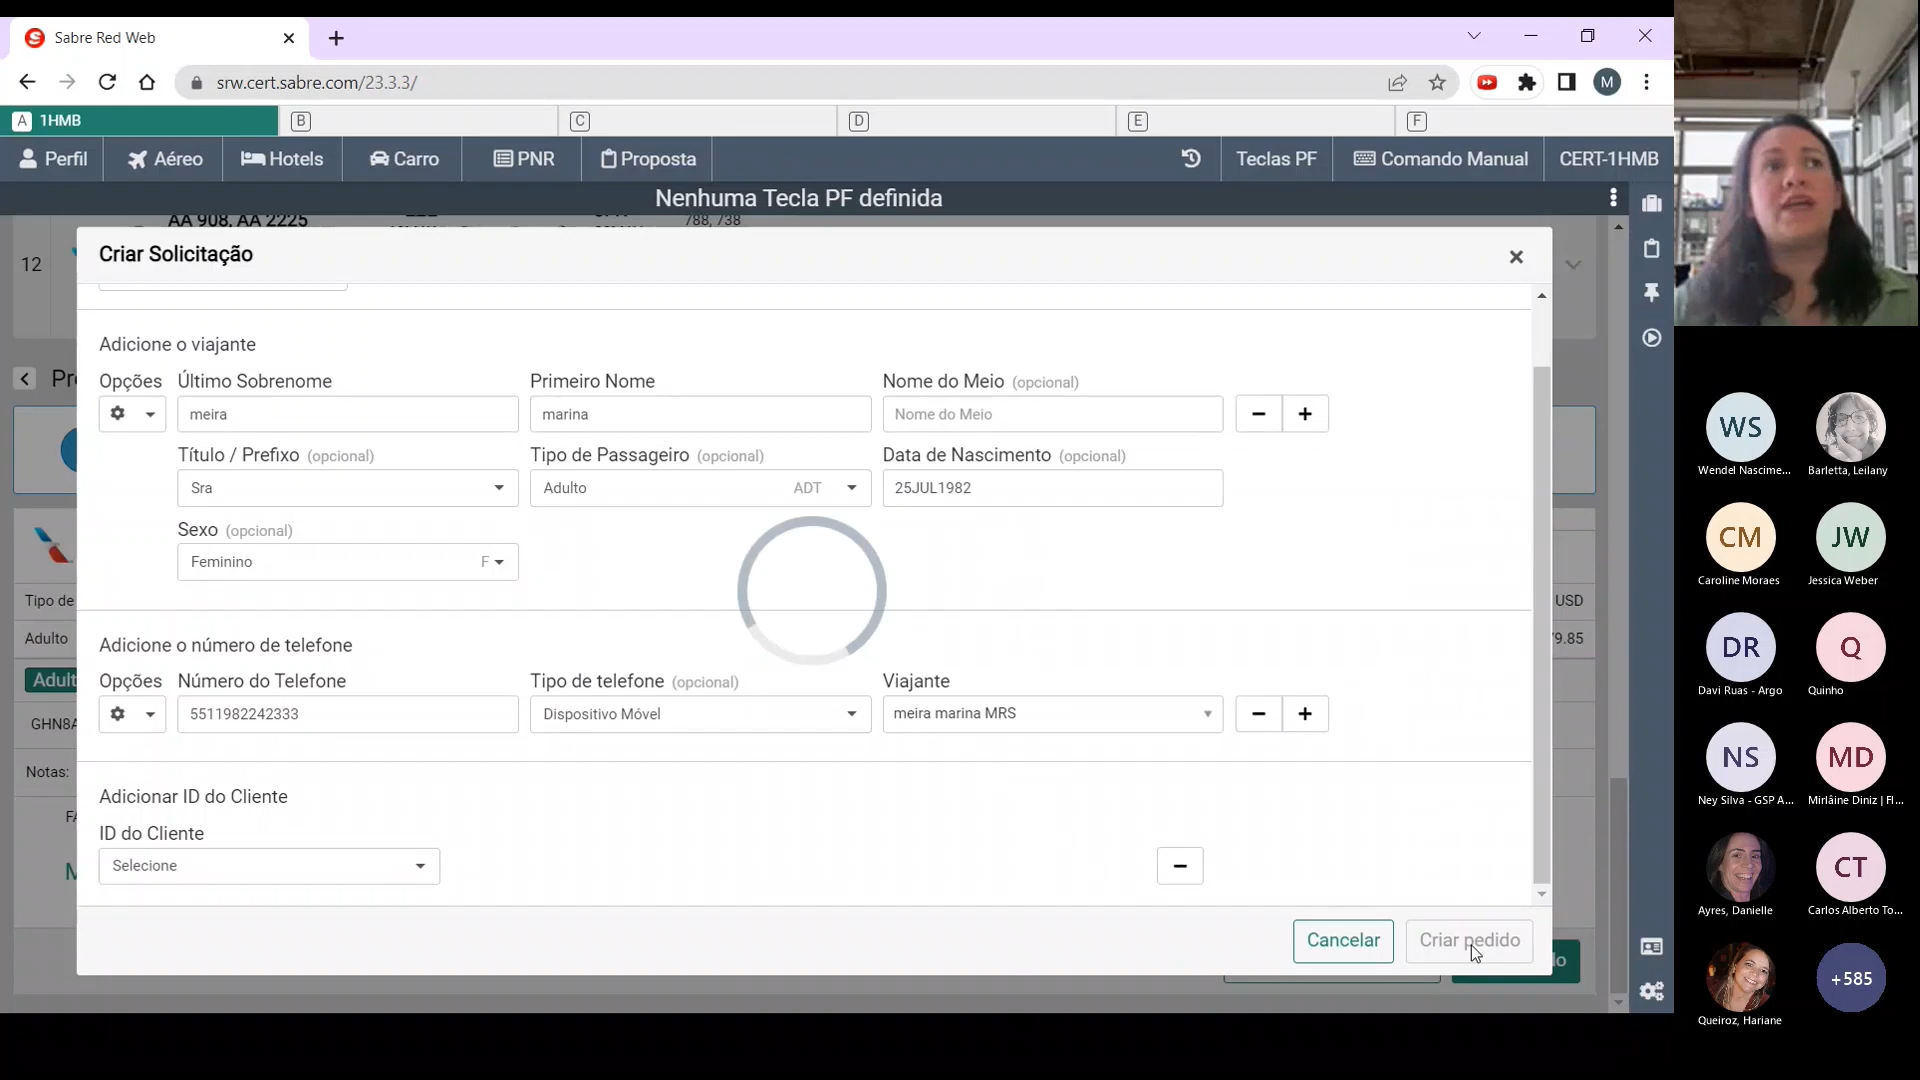 Sabre Red Web
srw.cert.sabre.com/23.3.3/
M
A 1HMB
B
C
D
E
F
Perfil
Aéreo
Hotels
Carro
PNR
Proposta
Teclas PF
Comando Manual
CERT-1HMB
Nenhuma Tecla PF definida
AA 908, AA 2225
788, 738
12
Criar Solicitação
Adicione o viajante
Opções
Último Sobrenome
Primeiro Nome
Nome do Meio (opcional)
meira
marina
Nome do Meio
Título / Prefixo (opcional)
Tipo de Passageiro (opcional)
Data de Nascimento (opcional)
Sra
Adulto ADT
25JUL1982
Sexo (opcional)
Feminino F
Tipo de
USD
Adulto
9.85
Adicione o número de telefone
Adult
Opções
Número do Telefone
Tipo de telefone (opcional)
Viajante
GHN8A
5511982242333
Dispositivo Móvel
meira marina MRS
Notas:
Adicionar ID do Cliente
FA
ID do Cliente
Selecione
Cancelar
Criar pedido
WS
Wendel Nascime...
Barletta, Leilany
CM
Caroline Moraes
JW
Jessica Weber
DR
Davi Ruas - Argo
Q
Quinho
NS
Ney Silva - GSP A...
MD
Mirláine Diniz | Fl...
Ayres, Danielle
CT
Carlos Alberto To...
Queiroz, Hariane
+585